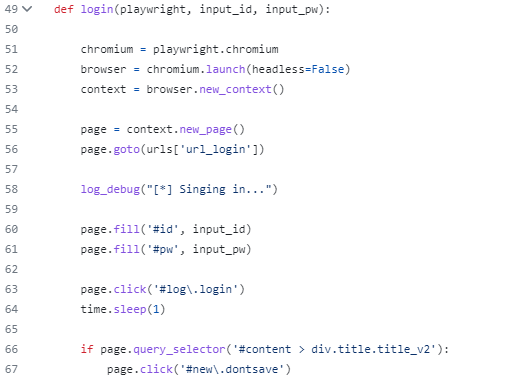 49 def login(playwright, input_id, input_pw):
50
51 chromium = playwright.chromium
52 browser = chromium.launch(headless=False)
53 context = browser.new_context()
54
55 page = context.new_page()
56 page.goto(urls['url_login'])
57
58 log_debug("[*] Singing in...")
59
60 page.fill('#id', input_id)
61 page.fill('#pw', input_pw)
62
63 page.click('#log\.login')
64 time.sleep(1)
65
66 if page.query_selector('#content > div.title.title_v2'):
67 page.click('#new\.dontsave')